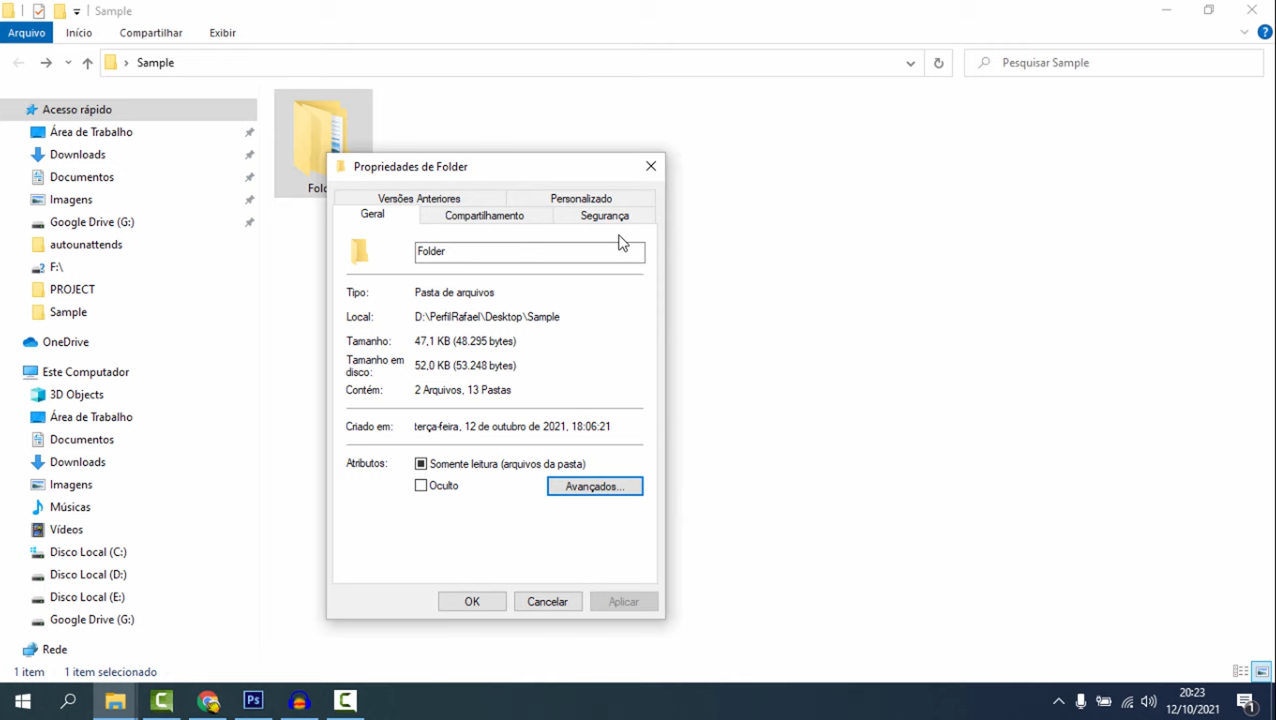 Sample
Arquivo Início Compartilhar Exibir
Sample
Pesquisar Sample
Acesso rápido
Área de Trabalho
Downloads
Documentos
Imagens
Google Drive (G:)
autounattends
F:\
PROJECT
Sample
OneDrive
Este Computador
3D Objects
Área de Trabalho
Documentos
Downloads
Imagens
Músicas
Vídeos
Disco Local (C:)
Disco Local (D:)
Disco Local (E:)
Google Drive (G:)
Rede
Fol
Propriedades de Folder
Versões Anteriores Personalizado
Geral Compartilhamento Segurança
Folder
Tipo: Pasta de arquivos
Local: D:\PerfilRafael\Desktop\Sample
Tamanho: 47,1 KB (48.295 bytes)
Tamanho em
disco: 52,0 KB (53.248 bytes)
Contém: 2 Arquivos, 13 Pastas
Criado em: terça-feira, 12 de outubro de 2021, 18:06:21
Atributos: Somente leitura (arquivos da pasta)
Oculto Avançados...
OK Cancelar Aplicar
1 item 1 item selecionado
Ps
20:23
12/10/2021
1